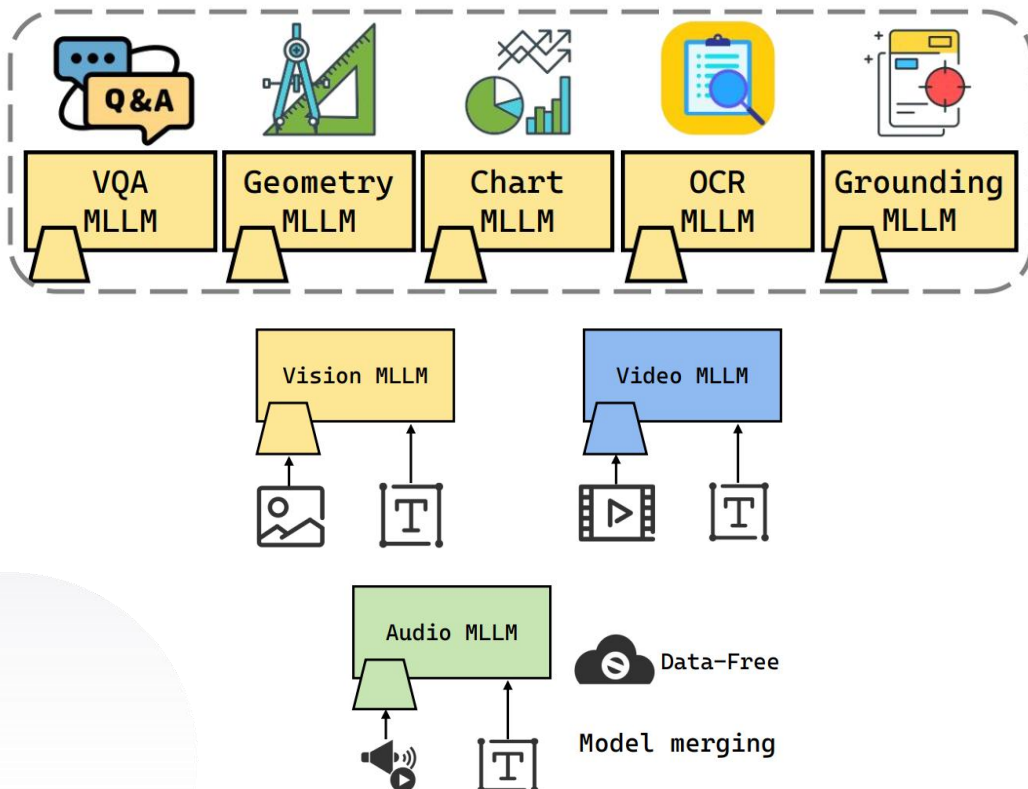 Q&A
VQA
MLLM
Geometry
MLLM
Chart
MLLM
OCR
MLLM
Grounding
MLLM
Vision MLLM
Video MLLM
T
T
Audio MLLM
Data-Free
T
Model merging